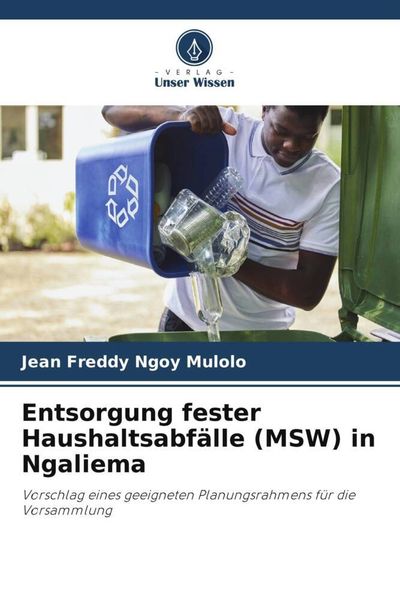 - VERLAG -
Unser Wissen
Jean Freddy Ngoy Mulolo
Entsorgung fester
Haushaltsabfälle (MSW) in
Ngaliema
Vorschlag eines geeigneten Planungsrahmens für die
Vorsammlung